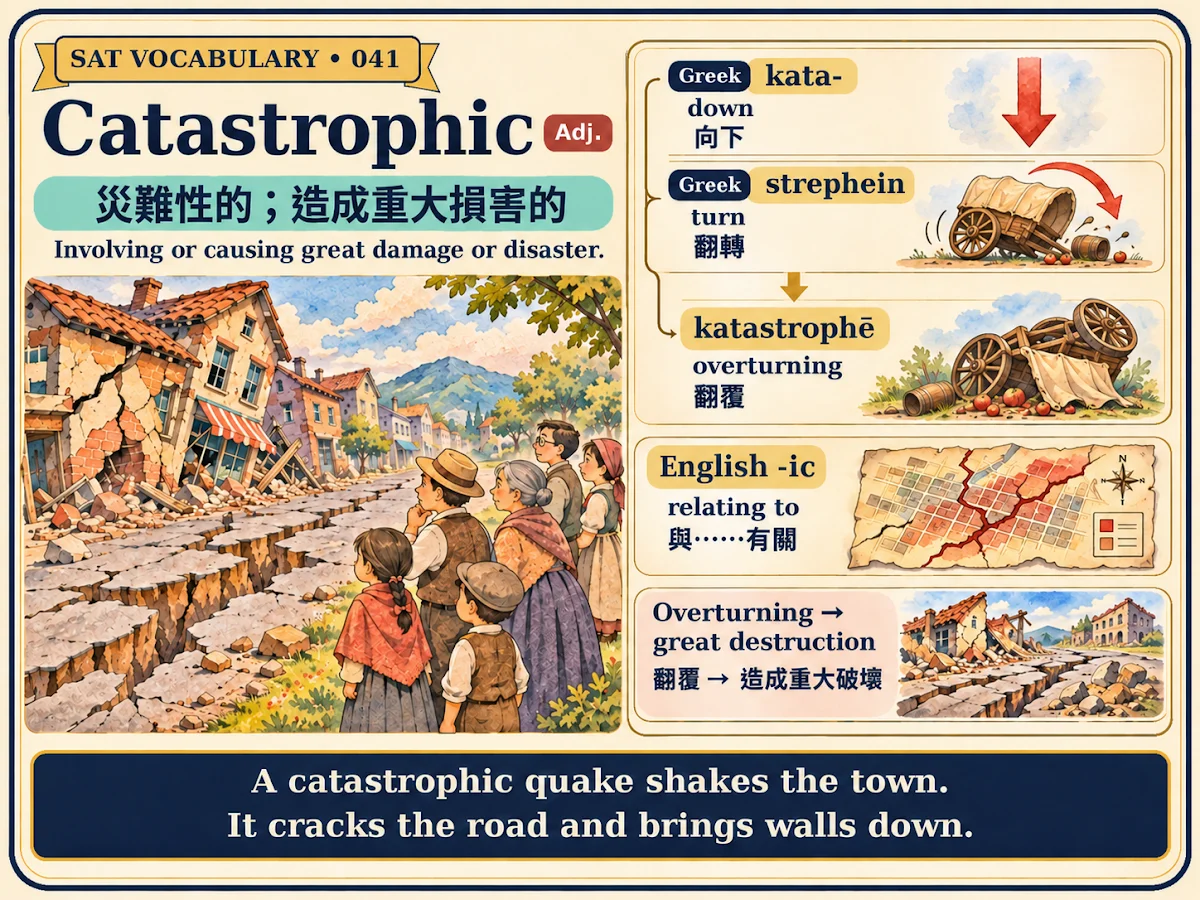 SAT VOCABULARY • 041
Catastrophic
Adj.
災難性的；造成重大損害的
Involving or causing great damage or disaster.
Greek kata-
down
向下
Greek strephein
turn
翻轉
katastrophē
overturning
翻覆
English -ic
relating to
與⋯⋯有關
N
Overturning →
great destruction
翻覆 → 造成重大破壞
A catastrophic quake shakes the town.
It cracks the road and brings walls down.